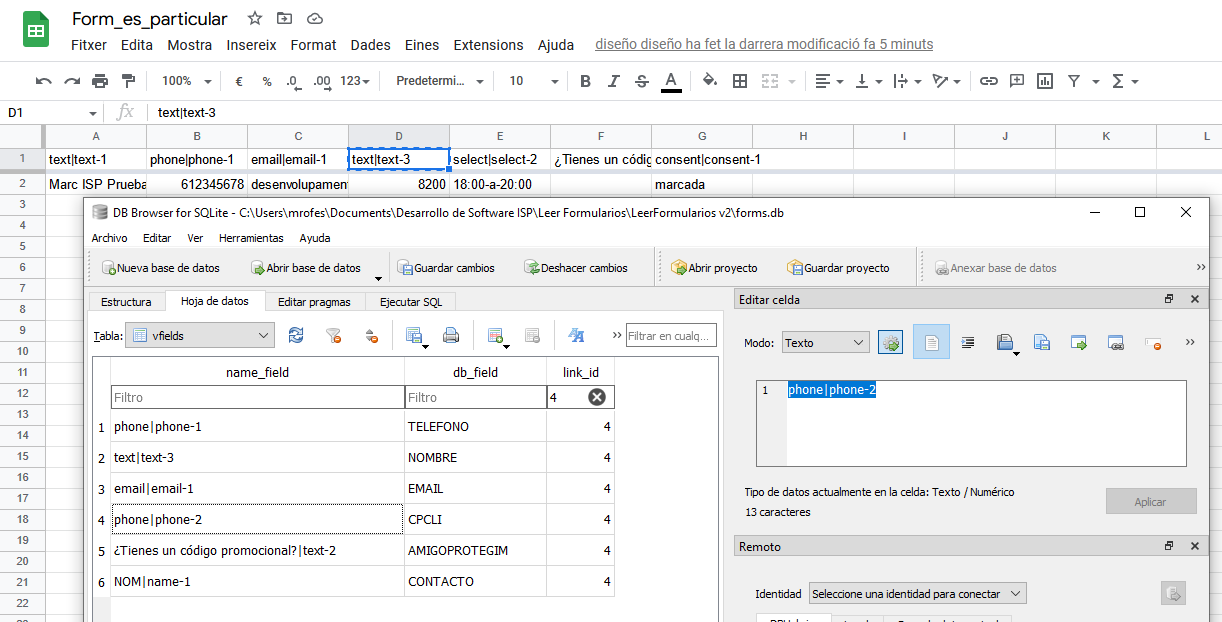 Form_es_particular
Fitxer Edita Mostra Insereix Format Dades Eines Extensions Ajuda diseño diseño ha fet la darrera modificació fa 5 minuts
100% € % .0 .00 123 Predetermi... 10 B I S A
D1 fx text|text-3
A B C D E F G H I J K L
1 text|text-1 phone|phone-1 email|email-1 text|text-3 select|select-2 ¿Tienes un códig consent|consent-1
2 Marc ISP Prueba 612345678 desenvolupamen 8200 18:00-a-20:00 marcada
3
4
5
6
7
8
9
10
11
12
13
14
15
16
17
18
19
20
21
22
DB Browser for SQLite - C:\Users\mrofes\Documents\Desarrollo de Software ISP\Leer Formularios\LeerFormularios v2\forms.db
Archivo Editar Ver Herramientas Ayuda
Nueva base de datos Abrir base de datos Guardar cambios Deshacer cambios Abrir proyecto Guardar proyecto Anexar base de datos »
Estructura Hoja de datos Editar pragmas Ejecutar SQL
Tabla: vfields » Filtrar en cualq...
name_field db_field link_id
Filtro Filtro 4
1 phone|phone-1 TELEFONO 4
2 text|text-3 NOMBRE 4
3 email|email-1 EMAIL 4
4 phone|phone-2 CPCLI 4
5 ¿Tienes un código promocional?|text-2 AMIGOPROTEGIM 4
6 NOM|name-1 CONTACTO 4
Editar celda
Modo: Texto »
1 phone|phone-2
Tipo de datos actualmente en la celda: Texto / Numérico
13 caracteres
Aplicar
Remoto
Identidad Seleccione una identidad para conectar